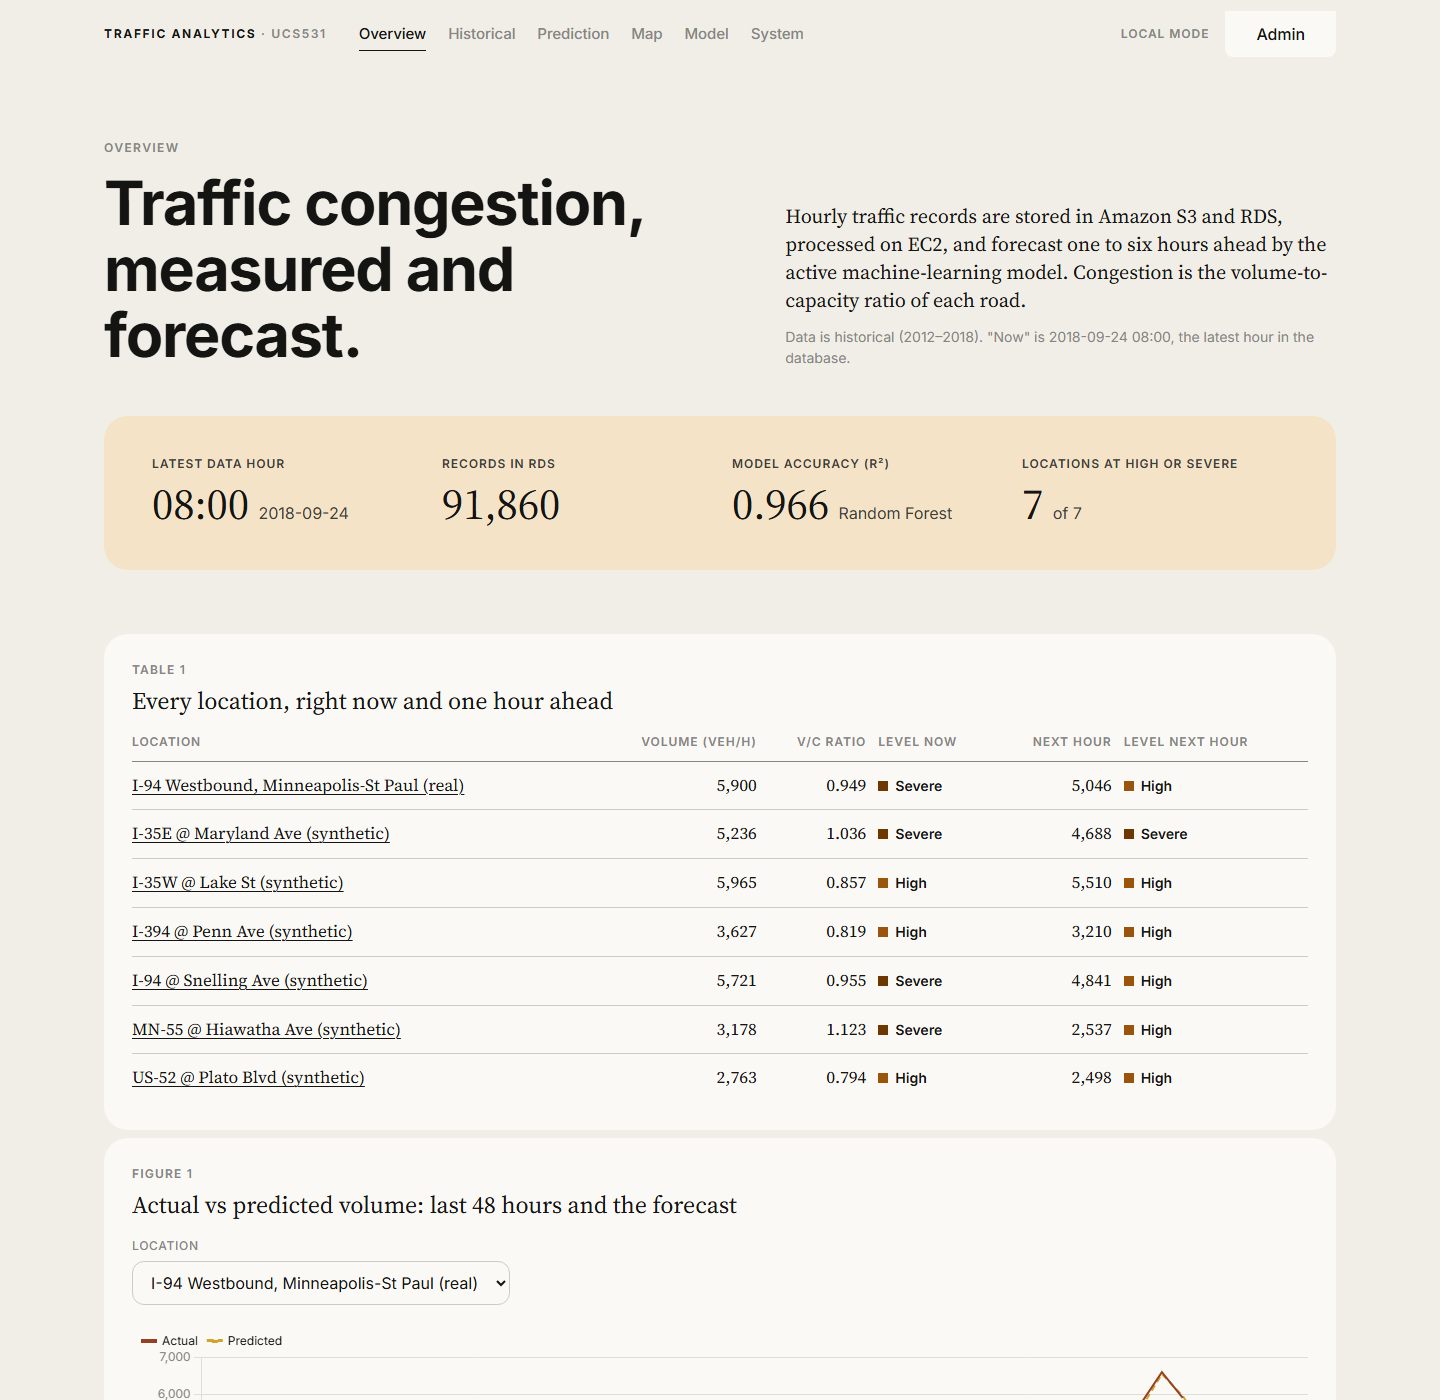 TRAFFIC ANALYTICS · UCS531 Overview Historical Prediction Map Model System LOCAL MODE Admin
OVERVIEW
Traffic congestion,
measured and
forecast.
Hourly traffic records are stored in Amazon S3 and RDS,
processed on EC2, and forecast one to six hours ahead by the
active machine-learning model. Congestion is the volume-to-
capacity ratio of each road.
Data is historical (2012–2018). "Now" is 2018-09-24 08:00, the latest hour in the
database.
LATEST DATA HOUR RECORDS IN RDS MODEL ACCURACY (R²) LOCATIONS AT HIGH OR SEVERE
08:00 2018-09-24 91,860 0.966 Random Forest 7 of 7
TABLE 1
Every location, right now and one hour ahead
LOCATION VOLUME (VEH/H) V/C RATIO LEVEL NOW NEXT HOUR LEVEL NEXT HOUR
I-94 Westbound, Minneapolis-St Paul (real) 5,900 0.949 Severe 5,046 High
I-35E @ Maryland Ave (synthetic) 5,236 1.036 Severe 4,688 Severe
I-35W @ Lake St (synthetic) 5,965 0.857 High 5,510 High
I-394 @ Penn Ave (synthetic) 3,627 0.819 High 3,210 High
I-94 @ Snelling Ave (synthetic) 5,721 0.955 Severe 4,841 High
MN-55 @ Hiawatha Ave (synthetic) 3,178 1.123 Severe 2,537 High
US-52 @ Plato Blvd (synthetic) 2,763 0.794 High 2,498 High
FIGURE 1
Actual vs predicted volume: last 48 hours and the forecast
LOCATION
I-94 Westbound, Minneapolis-St Paul (real)
Actual Predicted
7,000
6,000